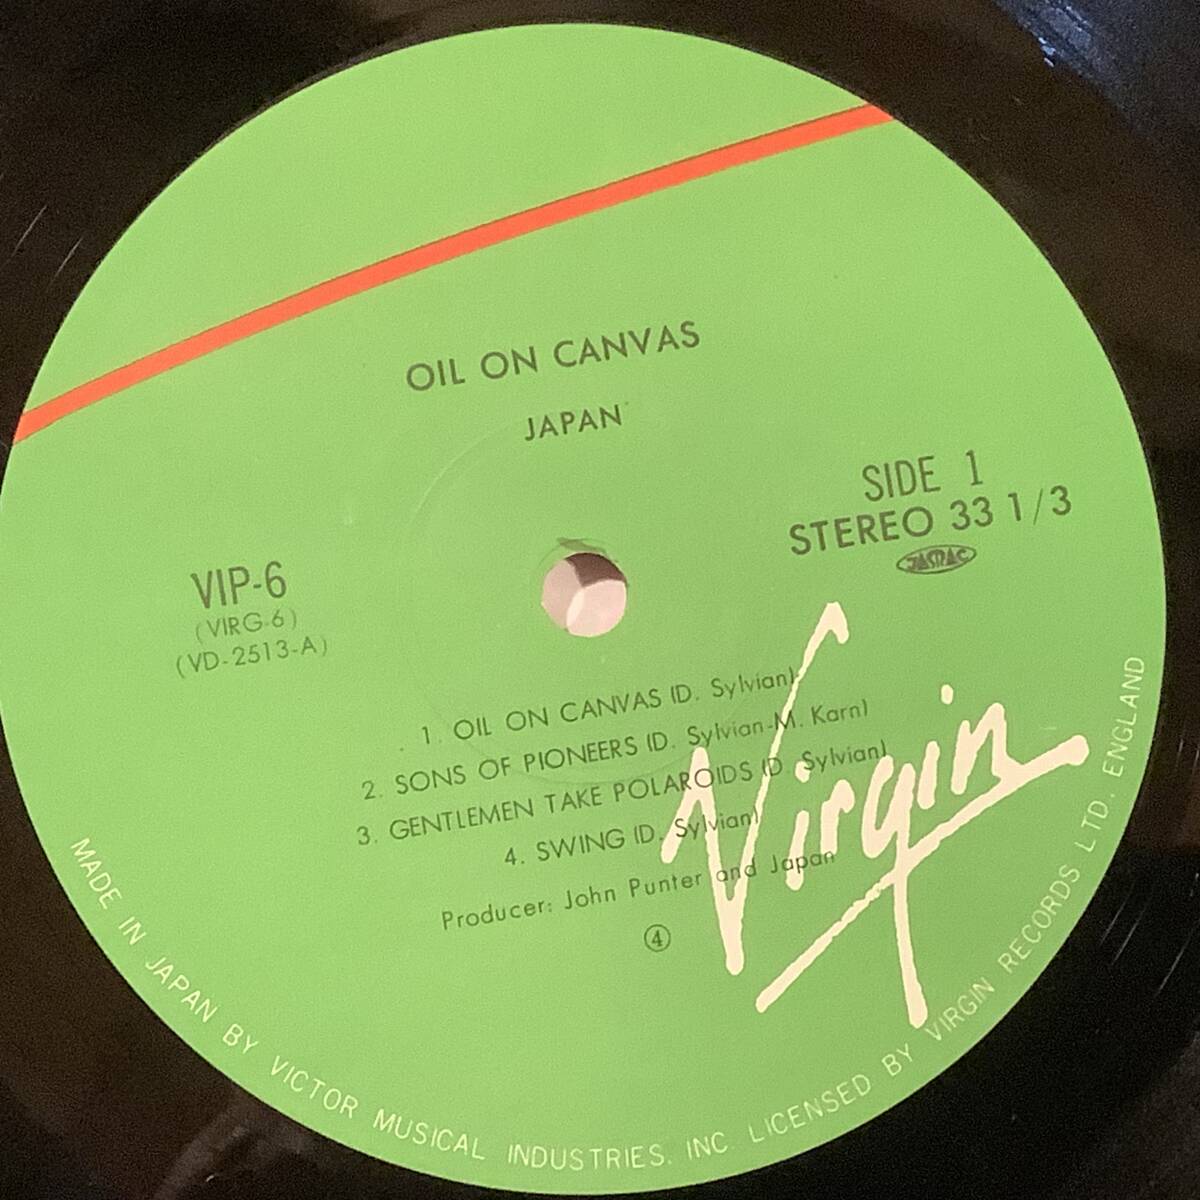 OIL ON CANVAS
JAPAN
SIDE 1
STEREO 33 1/3
JASRAC
VIP-6
(VIRG-6)
(VD-2513-A)
1. OIL ON CANVAS (D. Sylvian)
2. SONS OF PIONEERS (D. Sylvian-M. Karn)
3. GENTLEMEN TAKE POLAROIDS (D. Sylvian)
4. SWING (D. Sylvian)
Producer: John Punter and Japan
④
Virgin
MADE IN JAPAN BY VICTOR MUSICAL INDUSTRIES, INC. LICENSED BY VIRGIN RECORDS LTD., ENGLAND